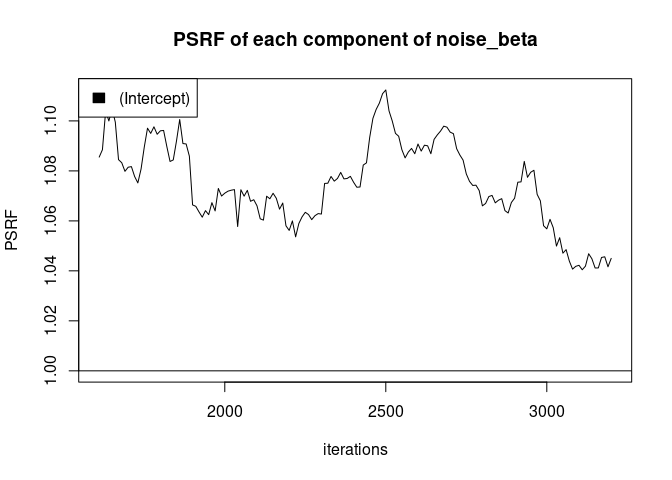 PSRF of each component of noise_beta
(Intercept)
PSRF
1.10
1.08
1.06
1.04
1.02
1.00
2000 2500 3000
iterations